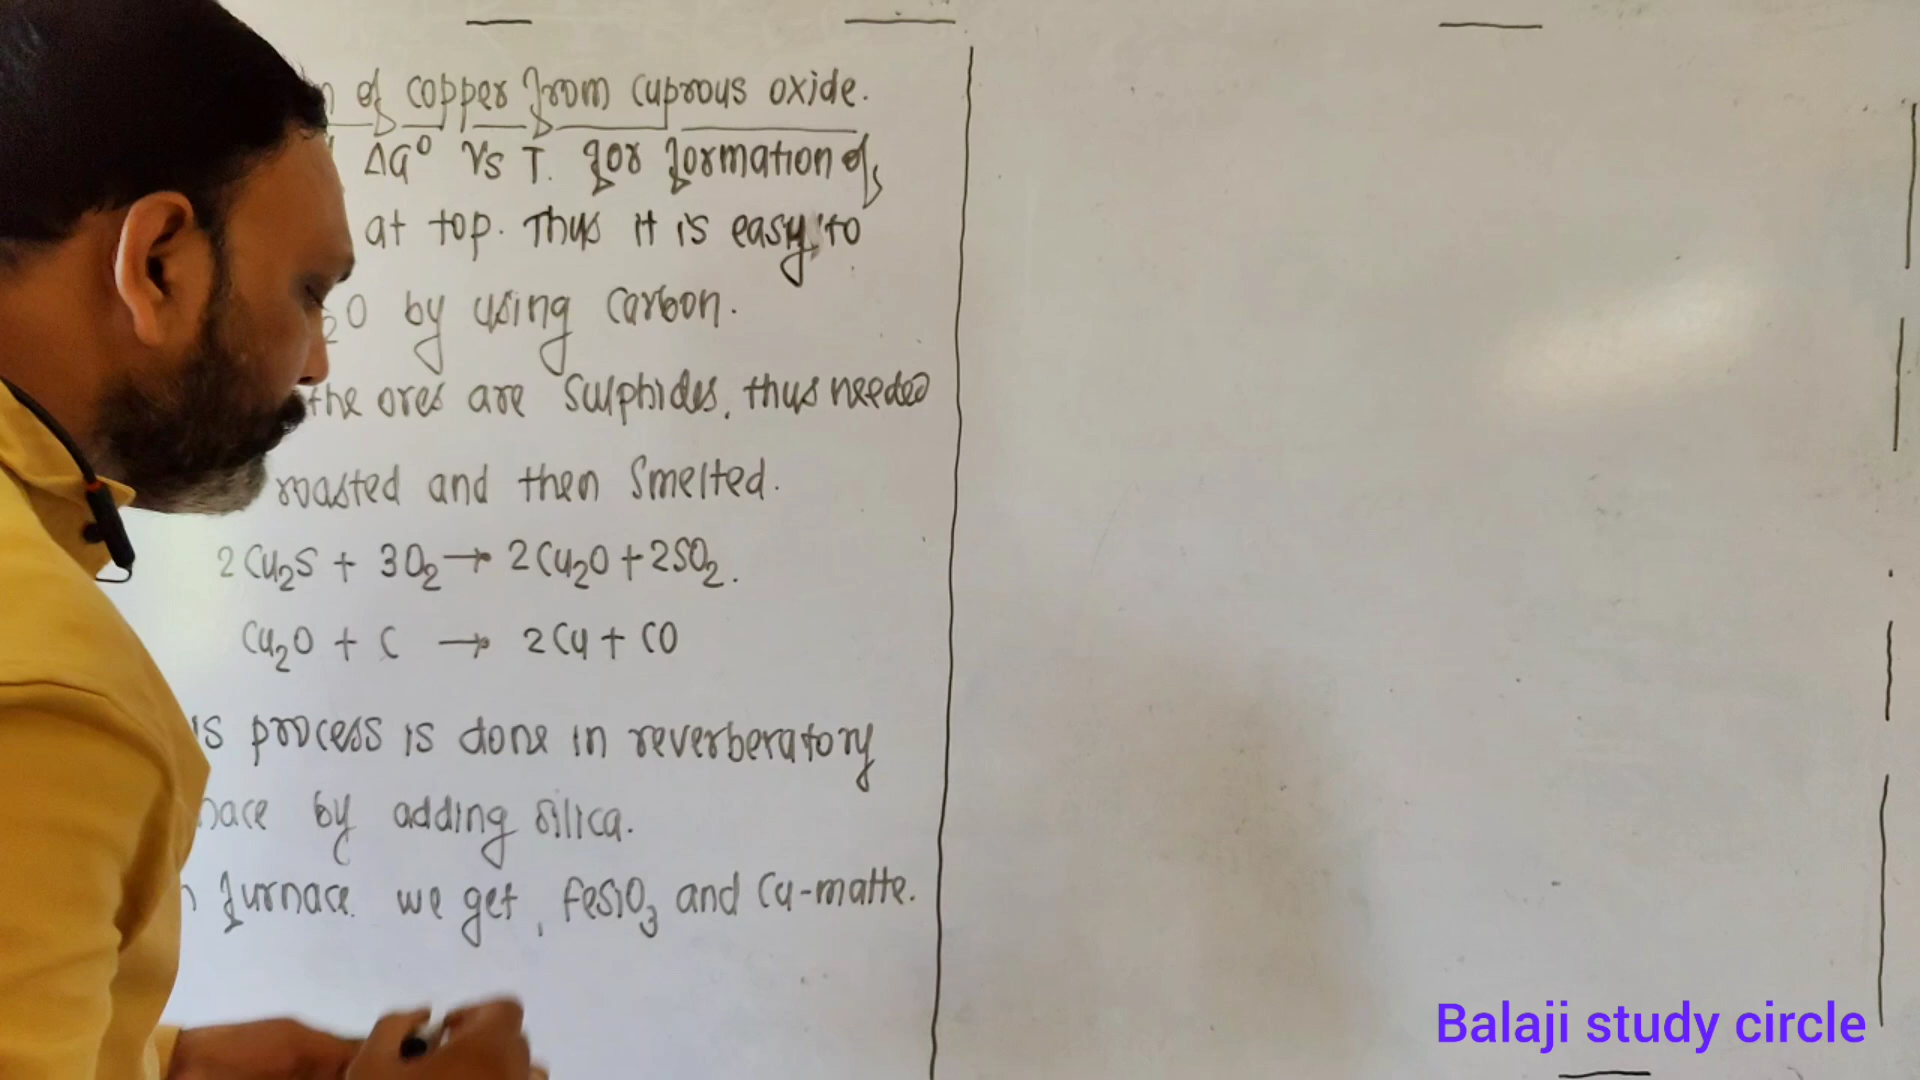 of copper from cuprous oxide.
ΔG° Vs T. for formation of
at top. Thus it is easy to
2O by using carbon.
the ores are sulphides, thus needed
roasted and then smelted.
2Cu2S + 3O2 → 2Cu2O + 2SO2.
Cu2O + C → 2Cu + CO
is process is done in reverberatory
nace by adding silica.
furnace we get, FeSiO3 and Cu-matte.
Balaji study circle